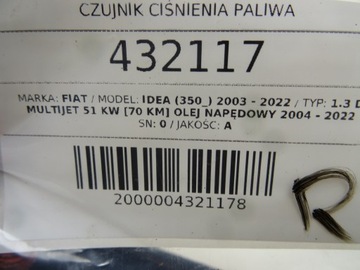 CZUJNIK CIŚNIENIA PALIWA
432117
MARKA: FIAT / MODEL: IDEA (350_) 2003 - 2022 / TYP: 1.3 D
MULTIJET 51 KW [70 KM] OLEJ NAPĘDOWY 2004 - 2022
SN: 0 / JAKOŚĆ: A
2000004321178
R